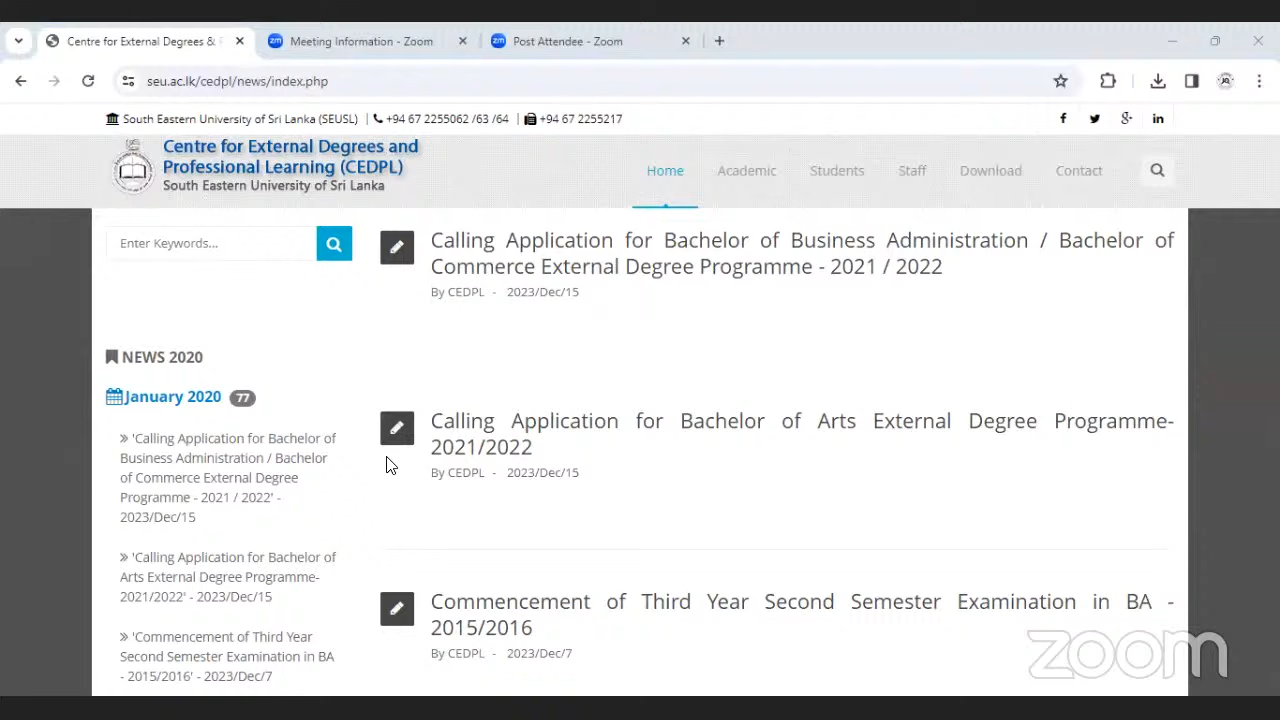 Centre for External Degrees &
Meeting Information - Zoom
Post Attendee - Zoom
seu.ac.lk/cedpl/news/index.php
South Eastern University of Sri Lanka (SEUSL)
+94 67 2255062 /63 /64
+94 67 2255217
Centre for External Degrees and
Professional Learning (CEDPL)
South Eastern University of Sri Lanka
Home
Academic
Students
Staff
Download
Contact
Enter Keywords...
NEWS 2020
January 2020 77
» 'Calling Application for Bachelor of
Business Administration / Bachelor
of Commerce External Degree
Programme - 2021 / 2022' -
2023/Dec/15
» 'Calling Application for Bachelor of
Arts External Degree Programme-
2021/2022' - 2023/Dec/15
» 'Commencement of Third Year
Second Semester Examination in BA
- 2015/2016' - 2023/Dec/7
Calling Application for Bachelor of Business Administration / Bachelor of
Commerce External Degree Programme - 2021 / 2022
By CEDPL - 2023/Dec/15
Calling Application for Bachelor of Arts External Degree Programme-
2021/2022
By CEDPL - 2023/Dec/15
Commencement of Third Year Second Semester Examination in BA -
2015/2016
By CEDPL - 2023/Dec/7
zoom